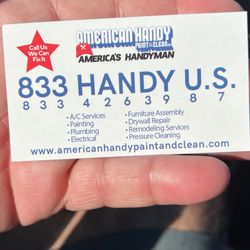 Call Us
We Can
Fix It
AMERICAN HANDY
PAINT & CLEAN
AMERICA'S HANDYMAN
833 HANDY U.S.
8 3 3 4 2 6 3 9 8 7
• A/C Services
• Painting
• Plumbing
• Electrical
• Furniture Assembly
• Drywall Repair
• Remodeling Services
• Pressure Cleaning
www.americanhandypaintandclean.com